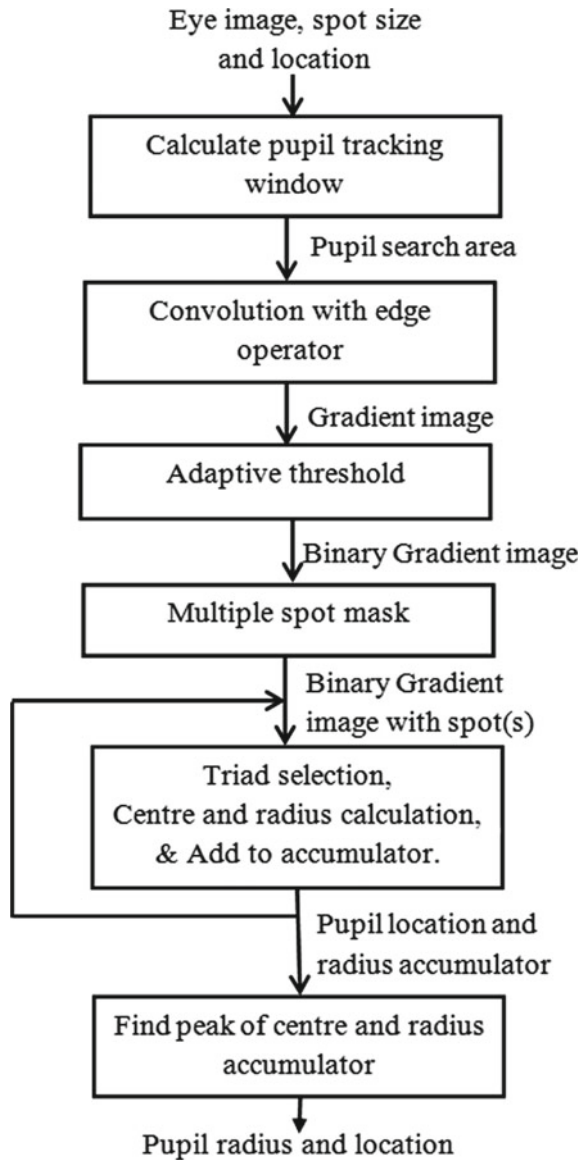 Eye image, spot size
and location
Calculate pupil tracking
window
Pupil search area
Convolution with edge
operator
Gradient image
Adaptive threshold
Binary Gradient image
Multiple spot mask
Binary Gradient
image with spot(s)
Triad selection,
Centre and radius calculation,
& Add to accumulator.
Pupil location and
radius accumulator
Find peak of centre and radius
accumulator
Pupil radius and location